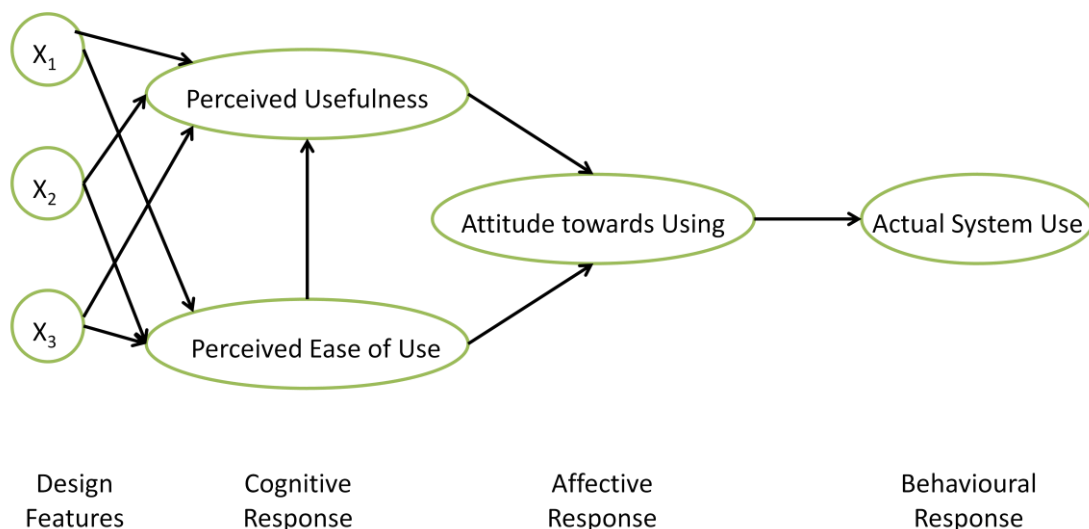 X₁
Perceived Usefulness
X₂
Attitude towards Using
Actual System Use
X₃
Perceived Ease of Use
Design
Features
Cognitive
Response
Affective
Response
Behavioural
Response